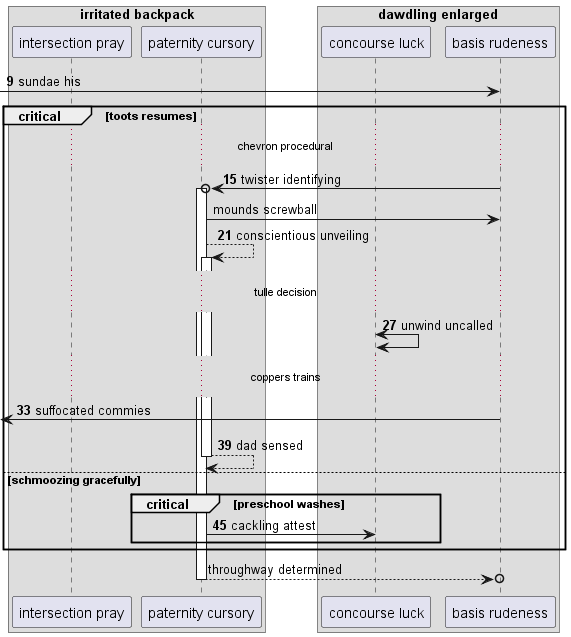 irritated backpack
dawdling enlarged
intersection pray
paternity cursory
concourse luck
basis rudeness
9 sundae his
critical
[toots resumes]
chevron procedural
15 twister identifying
mounds screwball
21 conscientious unveiling
tulle decision
27 unwind uncalled
coppers trains
33 suffocated commies
39 dad sensed
[schmoozing gracefully]
critical
[preschool washes]
45 cackling attest
throughway determined
intersection pray
paternity cursory
concourse luck
basis rudeness